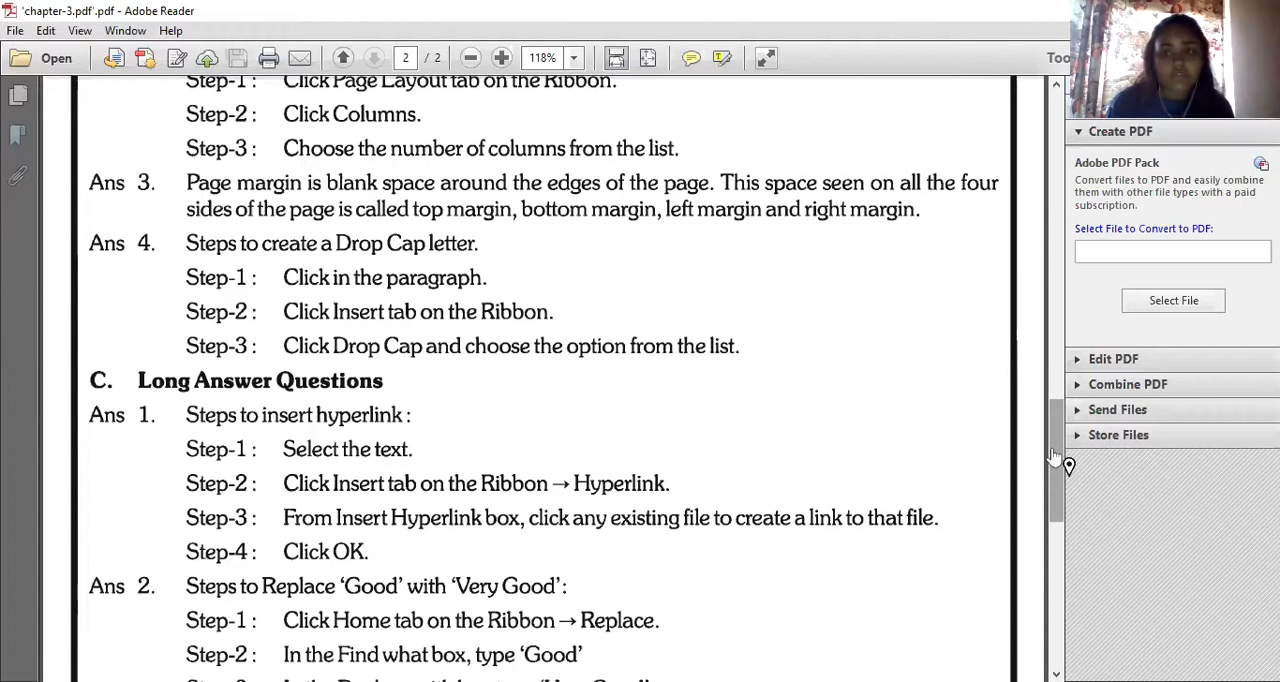 'chapter-3.pdf'.pdf - Adobe Reader
File Edit View Window Help
Open 2 / 2 118%
Step-1 : Click Page Layout tab on the Ribbon.
Step-2 : Click Columns.
Step-3 : Choose the number of columns from the list.
Ans 3. Page margin is blank space around the edges of the page. This space seen on all the four
sides of the page is called top margin, bottom margin, left margin and right margin.
Ans 4. Steps to create a Drop Cap letter.
Step-1 : Click in the paragraph.
Step-2 : Click Insert tab on the Ribbon.
Step-3 : Click Drop Cap and choose the option from the list.
C. Long Answer Questions
Ans 1. Steps to insert hyperlink :
Step-1 : Select the text.
Step-2 : Click Insert tab on the Ribbon → Hyperlink.
Step-3 : From Insert Hyperlink box, click any existing file to create a link to that file.
Step-4 : Click OK.
Ans 2. Steps to Replace ‘Good’ with ‘Very Good’:
Step-1 : Click Home tab on the Ribbon → Replace.
Step-2 : In the Find what box, type ‘Good’
Create PDF
Adobe PDF Pack
Convert files to PDF and easily combine
them with other file types with a paid
subscription.
Select File to Convert to PDF:
Select File
Edit PDF
Combine PDF
Send Files
Store Files